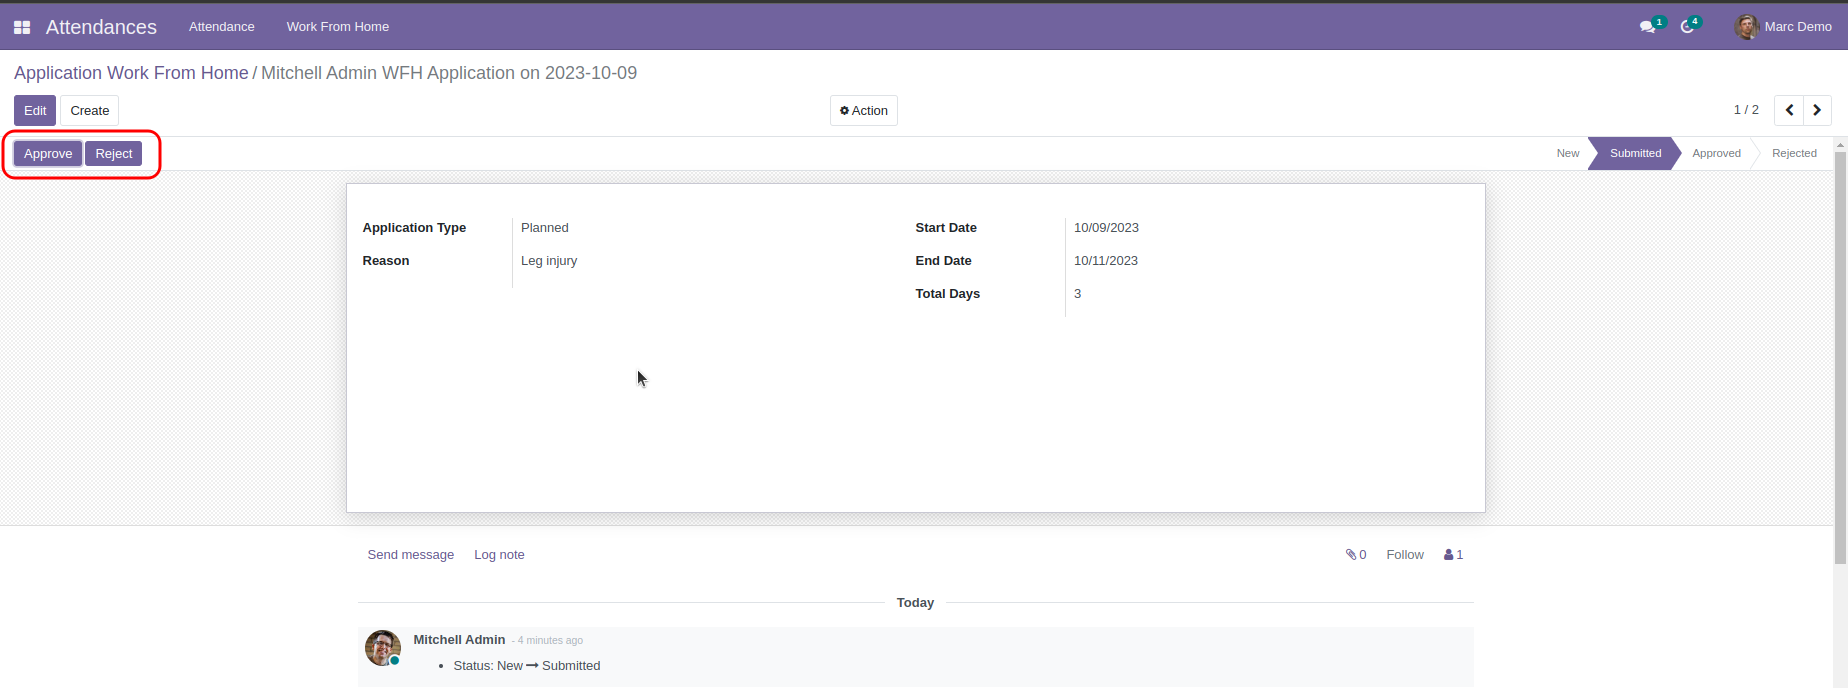 Attendances Attendance Work From Home 1 4 Marc Demo
Application Work From Home / Mitchell Admin WFH Application on 2023-10-09
Edit Create Action 1 / 2
Approve Reject New Submitted Approved Rejected
Application Type Planned Start Date 10/09/2023
Reason Leg injury End Date 10/11/2023
Total Days 3
Send message Log note 0 Follow 1
Today
Mitchell Admin - 4 minutes ago
• Status: New → Submitted